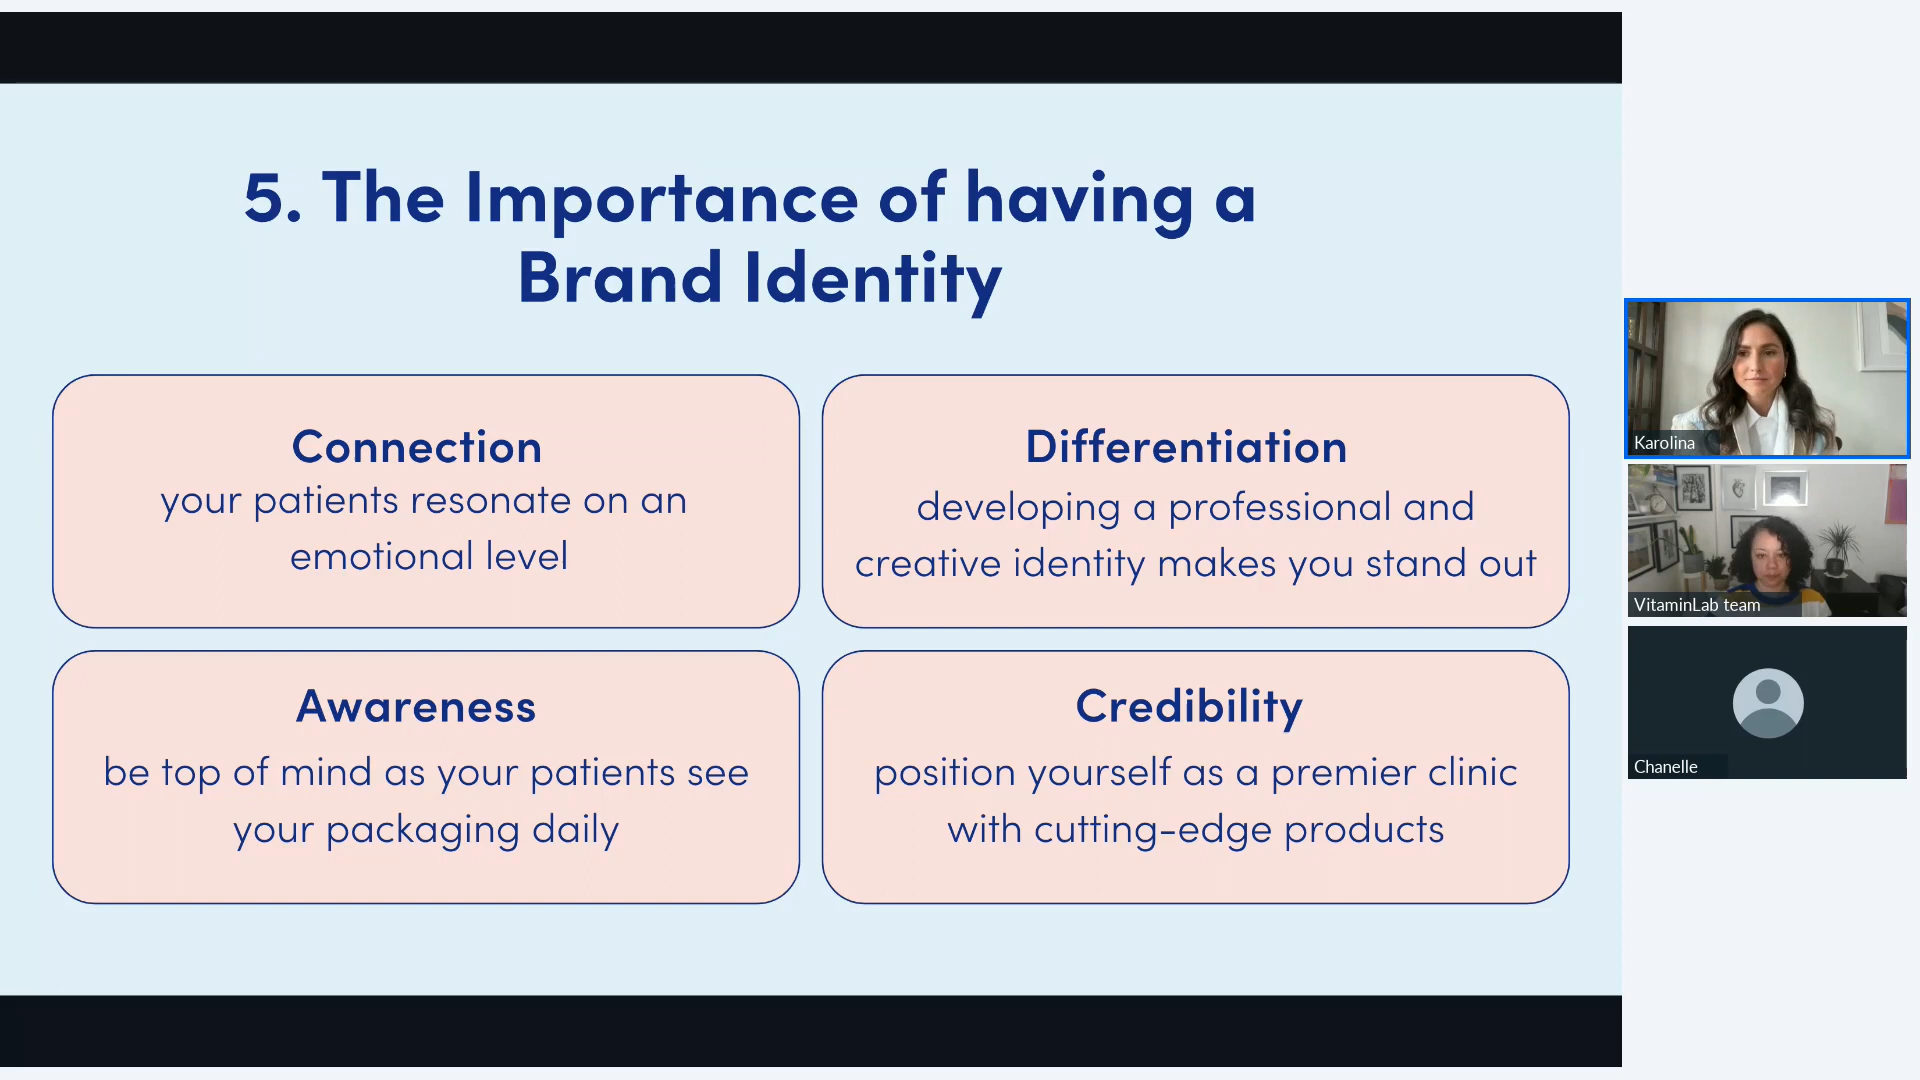 5. The Importance of having a
Brand Identity
Connection
your patients resonate on an
emotional level
Differentiation
developing a professional and
creative identity makes you stand out
Awareness
be top of mind as your patients see
your packaging daily
Credibility
position yourself as a premier clinic
with cutting-edge products
Karolina
VitaminLab team
Chanelle